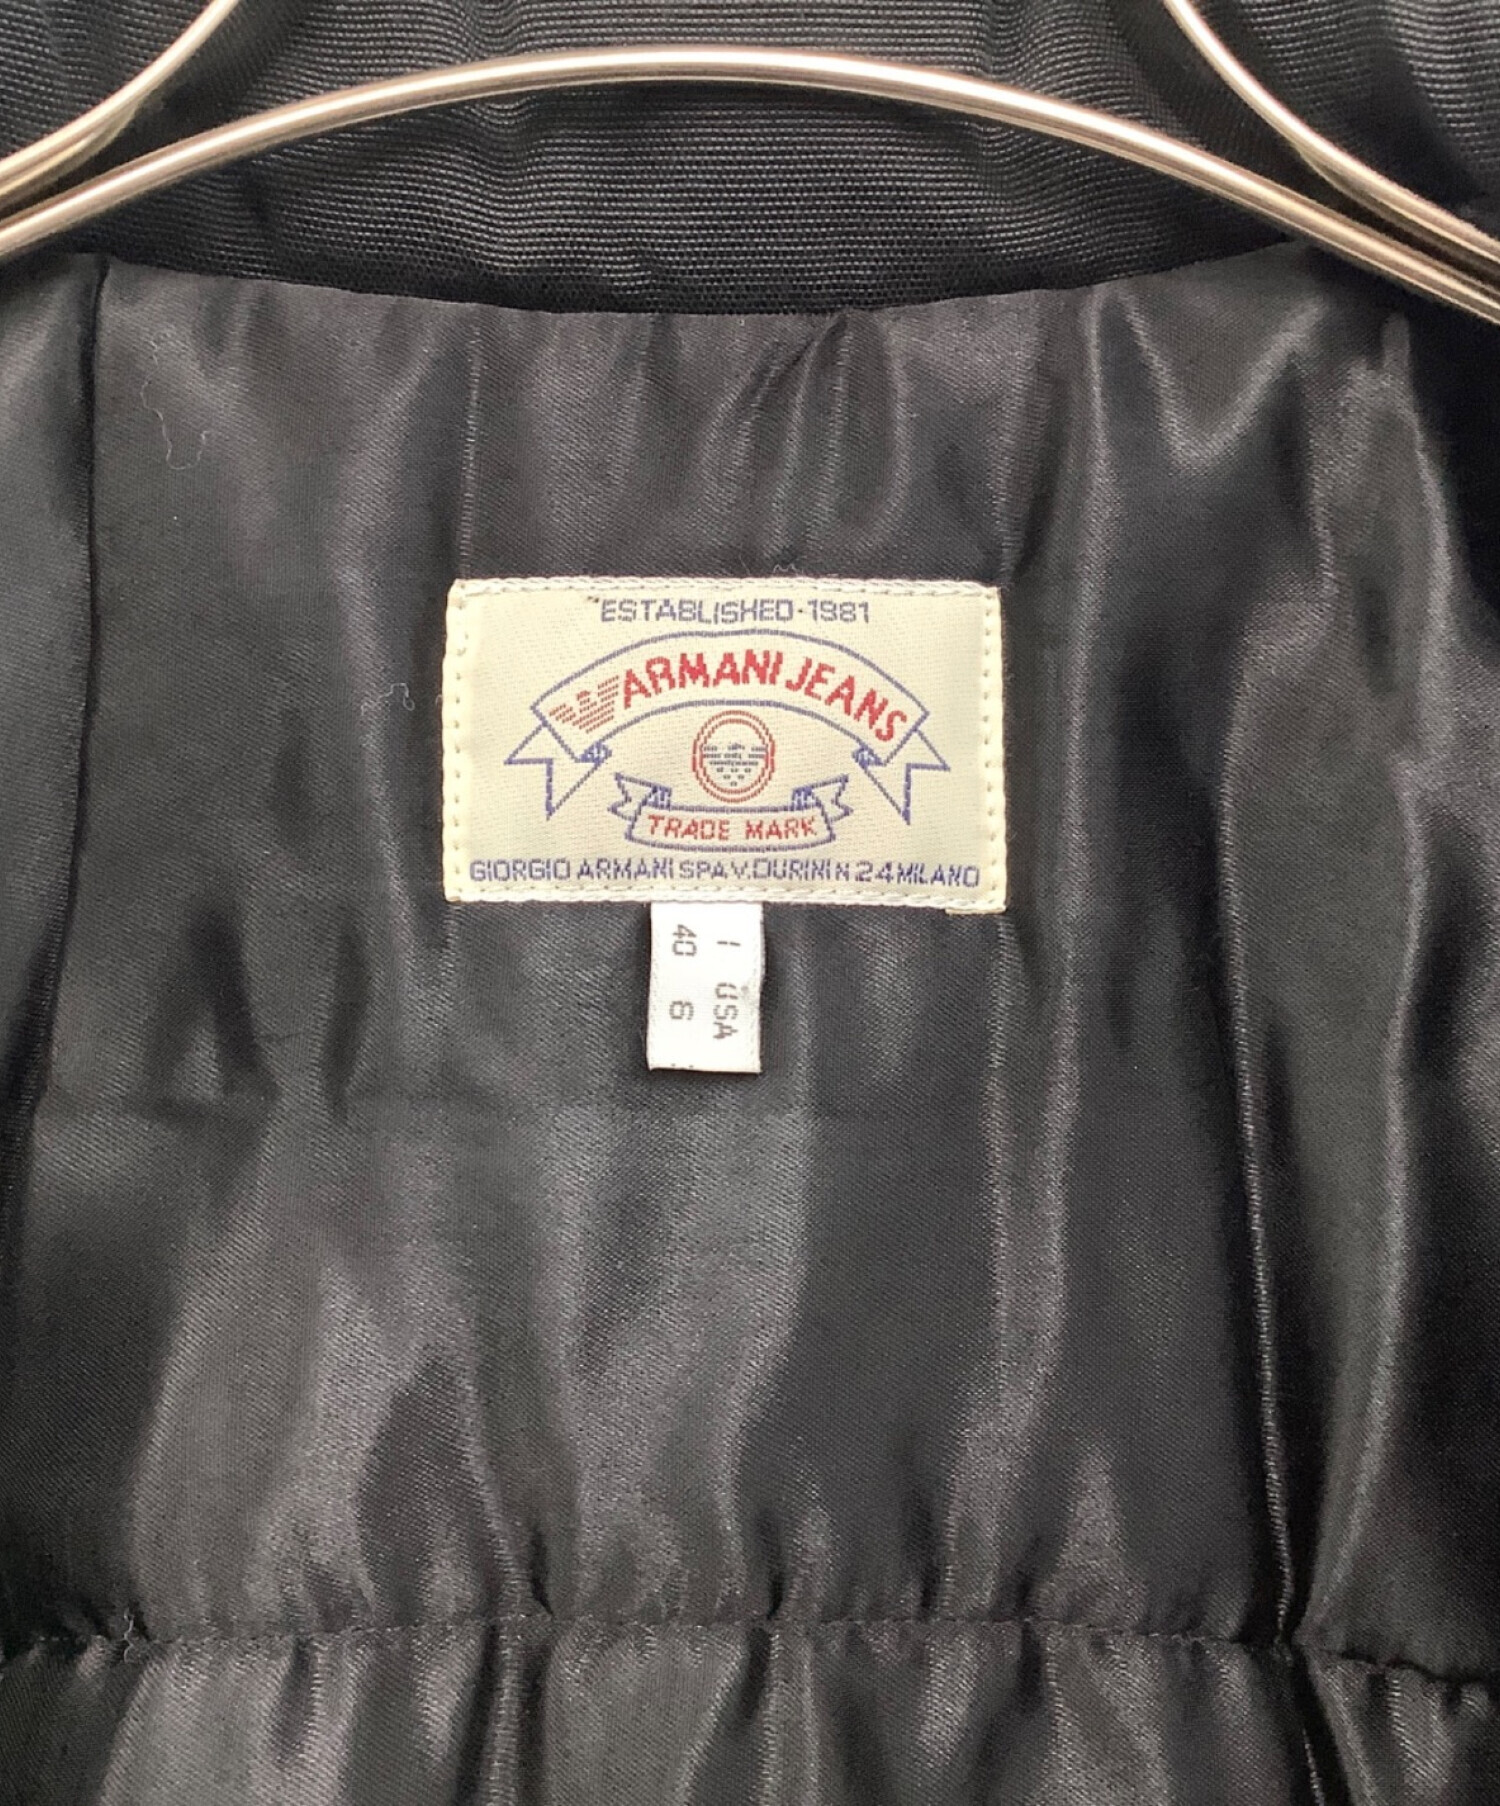 ESTABLISHED·1981
ARMANI JEANS
TRADE MARK
GIORGIO ARMANI SPA V.DURINI N 24 MILANO
I USA
40 6